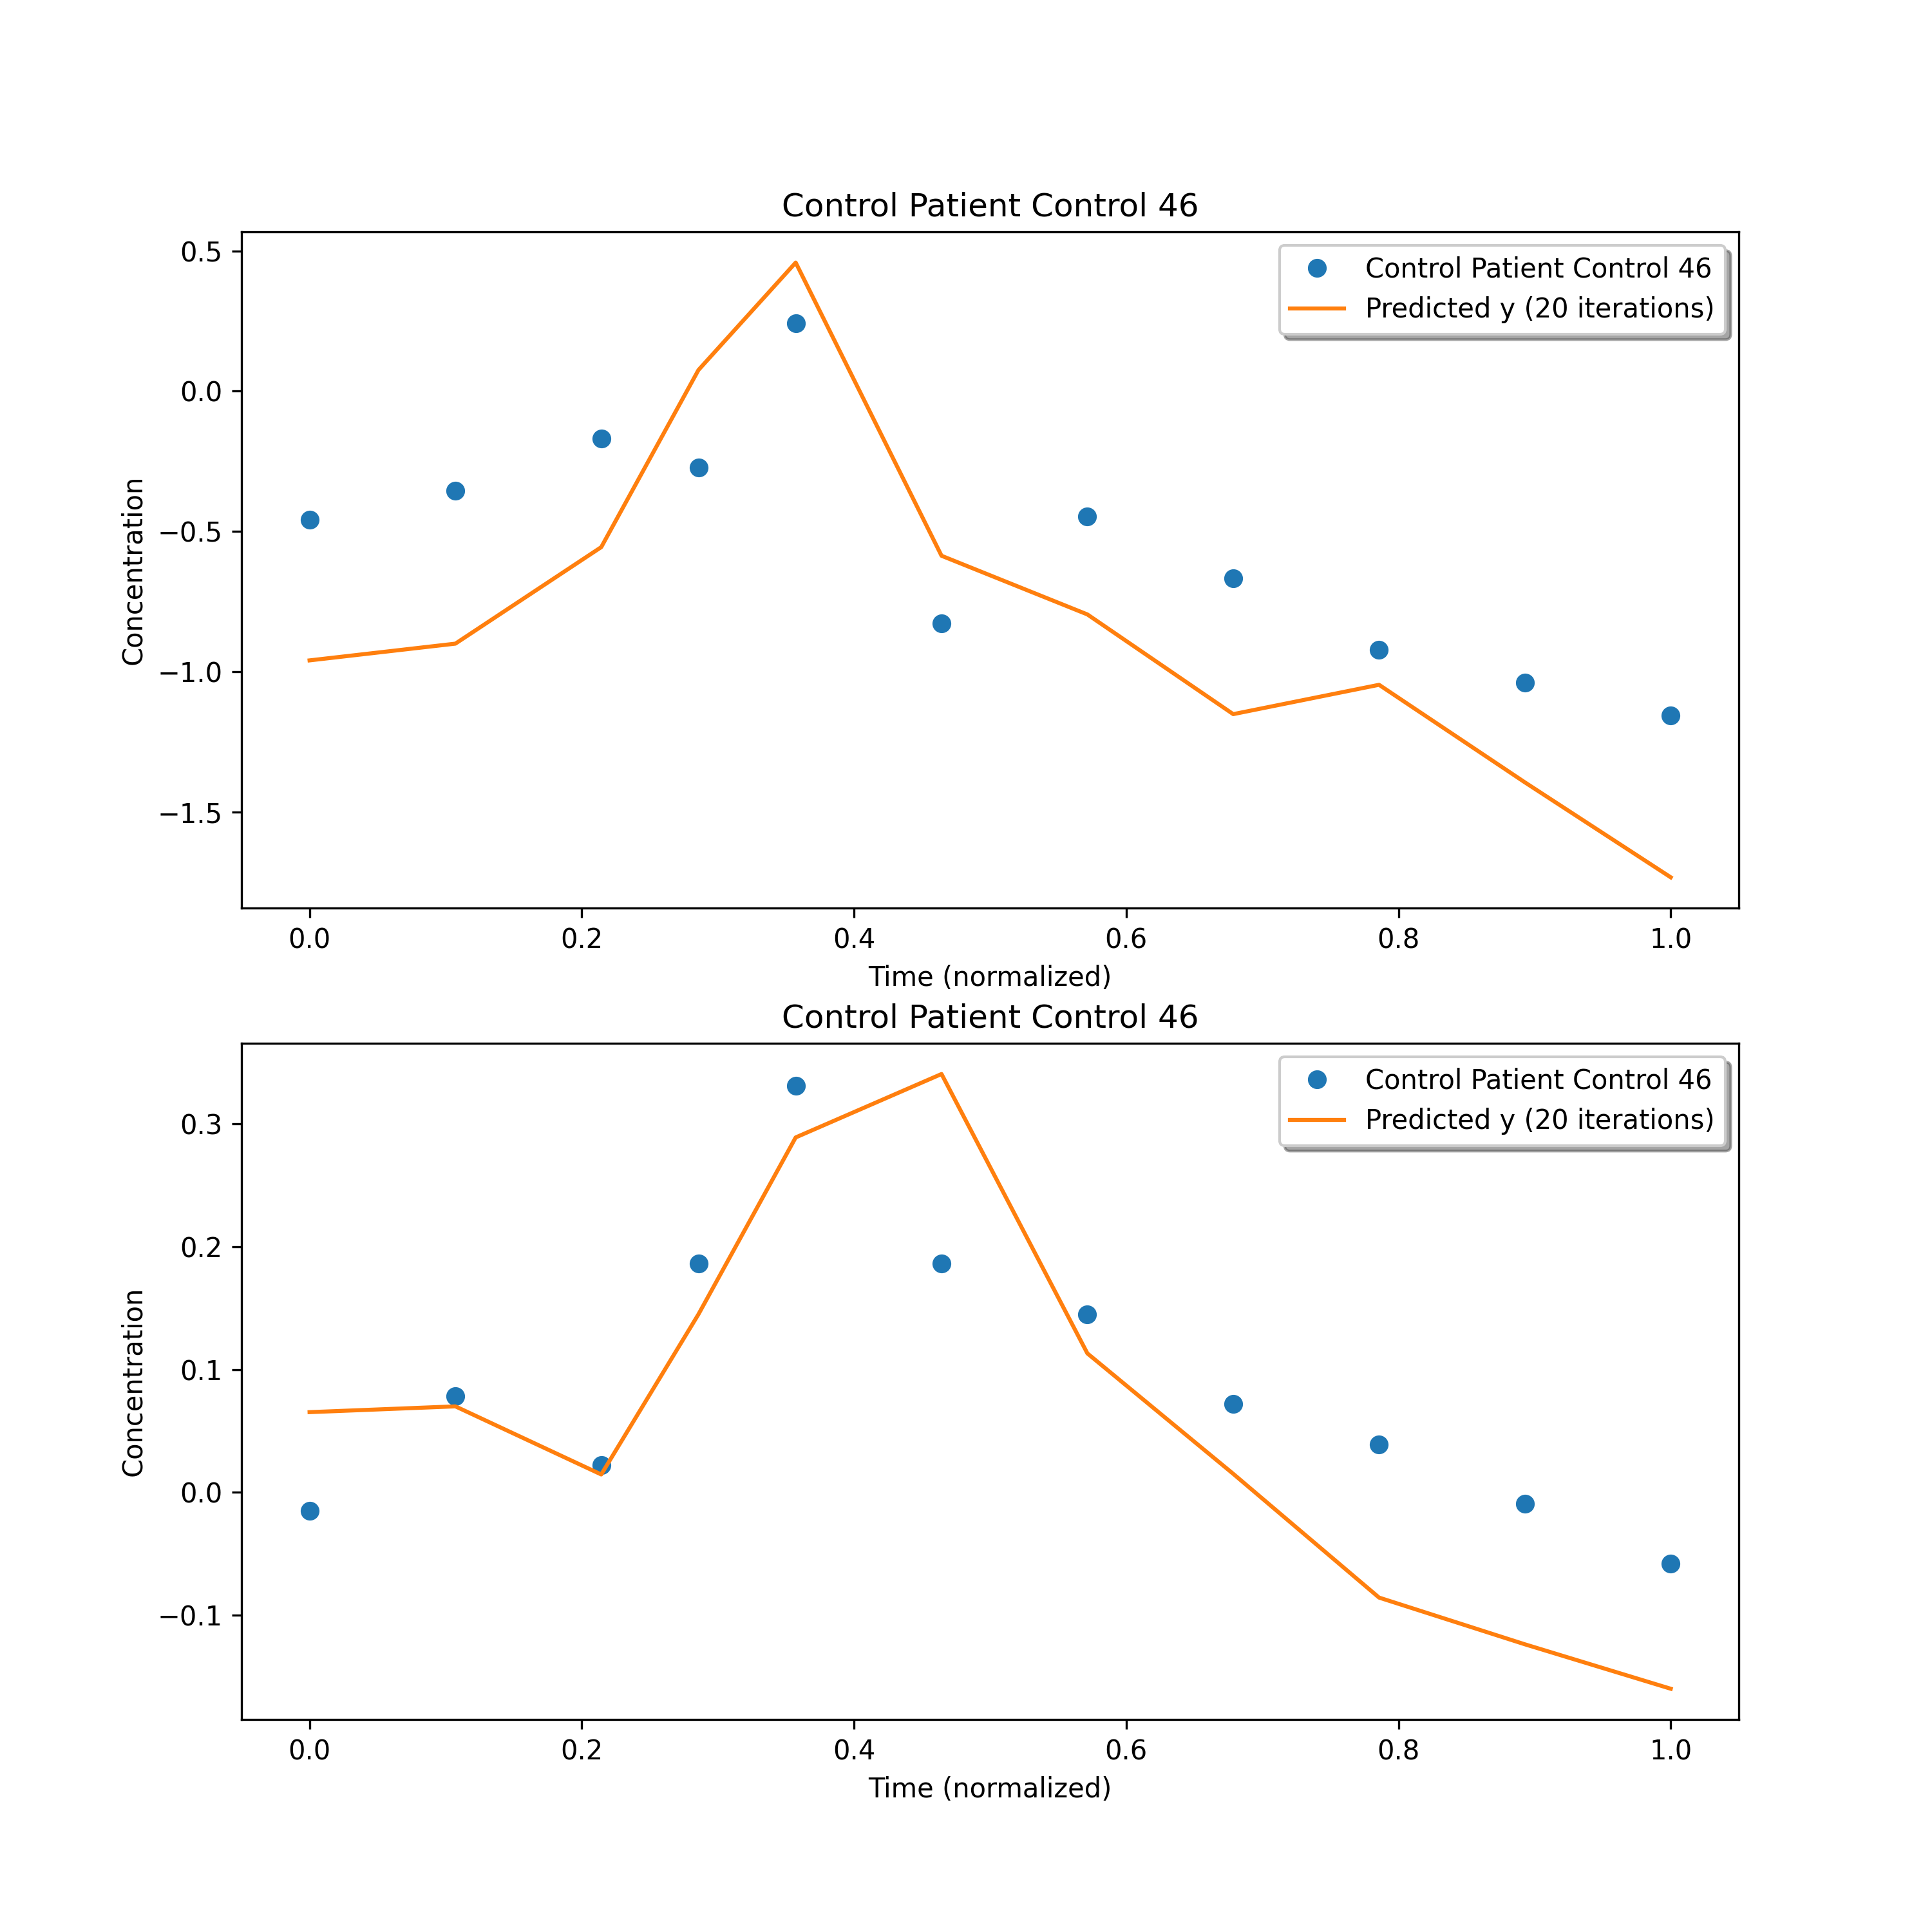 Control Patient Control 46
Control Patient Control 46
Predicted y (20 iterations)
0.5
0.0
−0.5
−1.0
−1.5
Concentration
0.0 0.2 0.4 0.6 0.8 1.0
Time (normalized)
Control Patient Control 46
Control Patient Control 46
Predicted y (20 iterations)
0.3
0.2
0.1
0.0
−0.1
Concentration
0.0 0.2 0.4 0.6 0.8 1.0
Time (normalized)